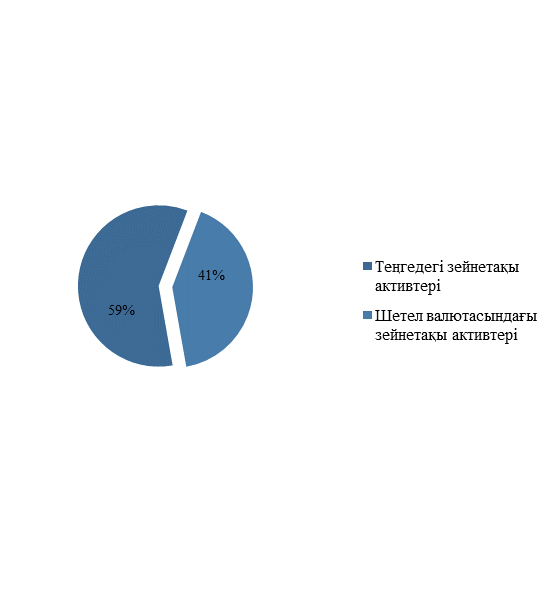 41%
59%
Теңгедегі зейнетақы
активтері
Шетел валютасындағы
зейнетақы активтері